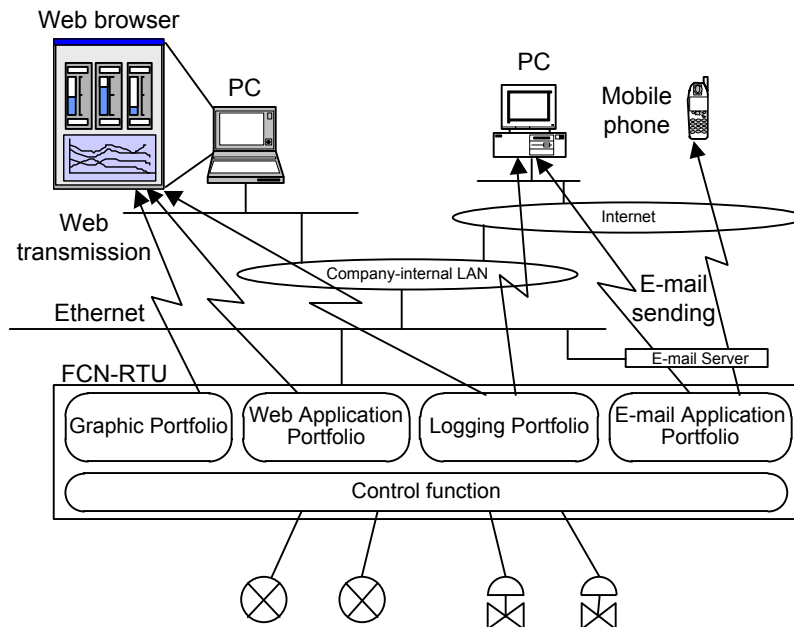 Web browser
PC
PC
Mobile
phone
Web
transmission
Internet
Company-internal LAN
E-mail
sending
Ethernet
E-mail Server
FCN-RTU
Graphic Portfolio
Web Application
Portfolio
Logging Portfolio
E-mail Application
Portfolio
Control function